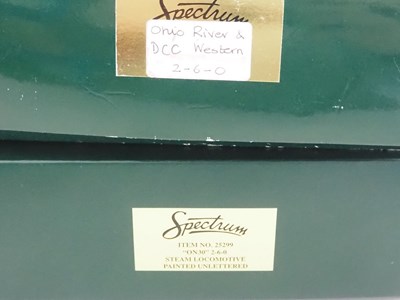 Spectrum
Ohio River &
DCC Western
2-6-0
Spectrum
ITEM NO. 25299
"ON30" 2-6-0
STEAM LOCOMOTIVE
PAINTED UNLETTERED